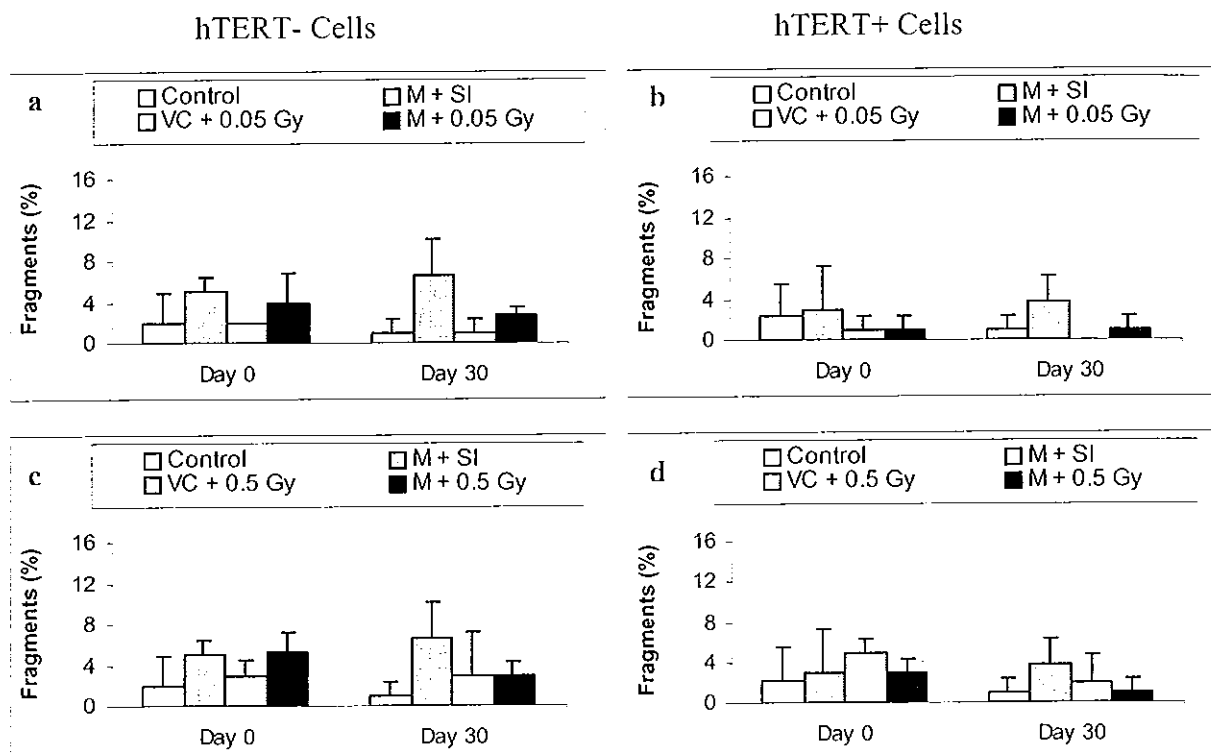 hTERT- Cells
hTERT+ Cells
a
Control
M + SI
VC + 0.05 Gy
M + 0.05 Gy
Fragments (%)
16
12
8
4
0
Day 0
Day 30
b
Control
M + SI
VC + 0.05 Gy
M + 0.05 Gy
Fragments (%)
16
12
8
4
0
Day 0
Day 30
c
Control
M + SI
VC + 0.5 Gy
M + 0.5 Gy
Fragments (%)
16
12
8
4
0
Day 0
Day 30
d
Control
M + SI
VC + 0.5 Gy
M + 0.5 Gy
Fragments (%)
16
12
8
4
0
Day 0
Day 30